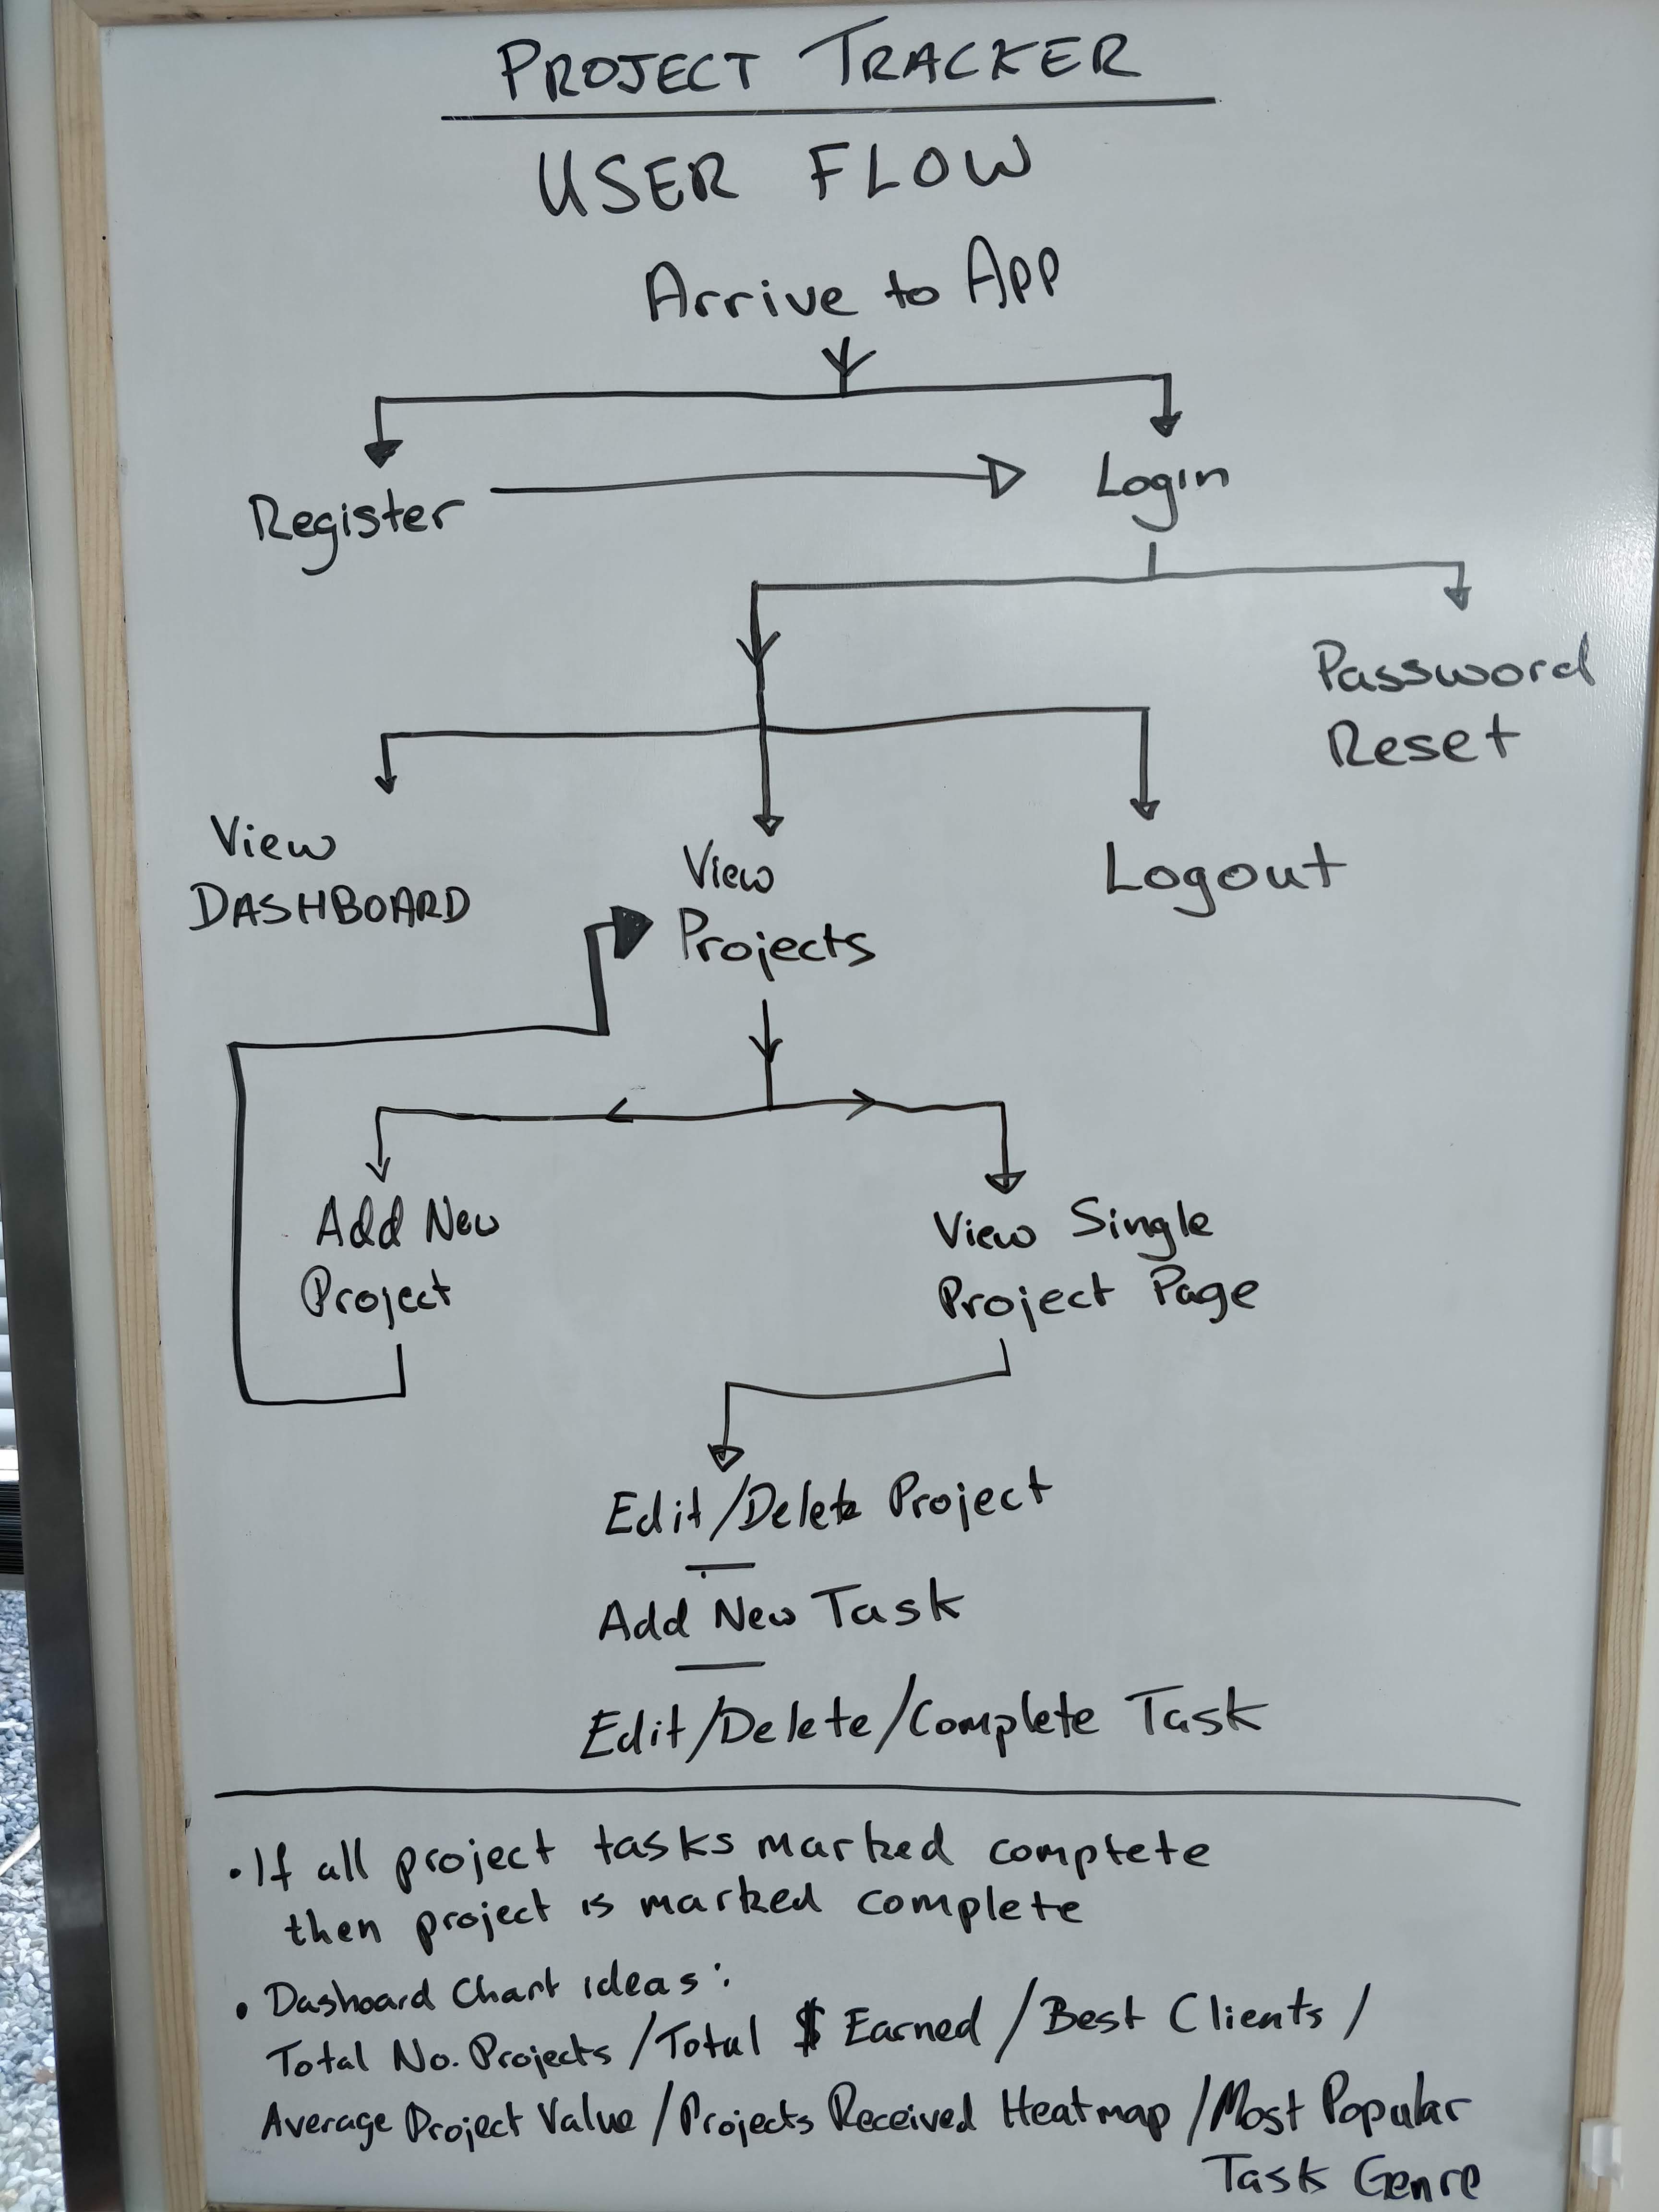 PROJECT TRACKER
USER FLOW
Arrive to App
Register
Login
Password
Reset
View
DASHBOARD
View
Projects
Logout
Add New
Project
View Single
Project Page
Edit/Delete Project
Add New Task
Edit/Delete/Complete Task
• If all project tasks marked complete
then project is marked complete
• Dashoard Chart ideas:
Total No. Projects / Total $ Earned / Best Clients /
Average Project Value / Projects Received Heatmap / Most Popular
Task Genre